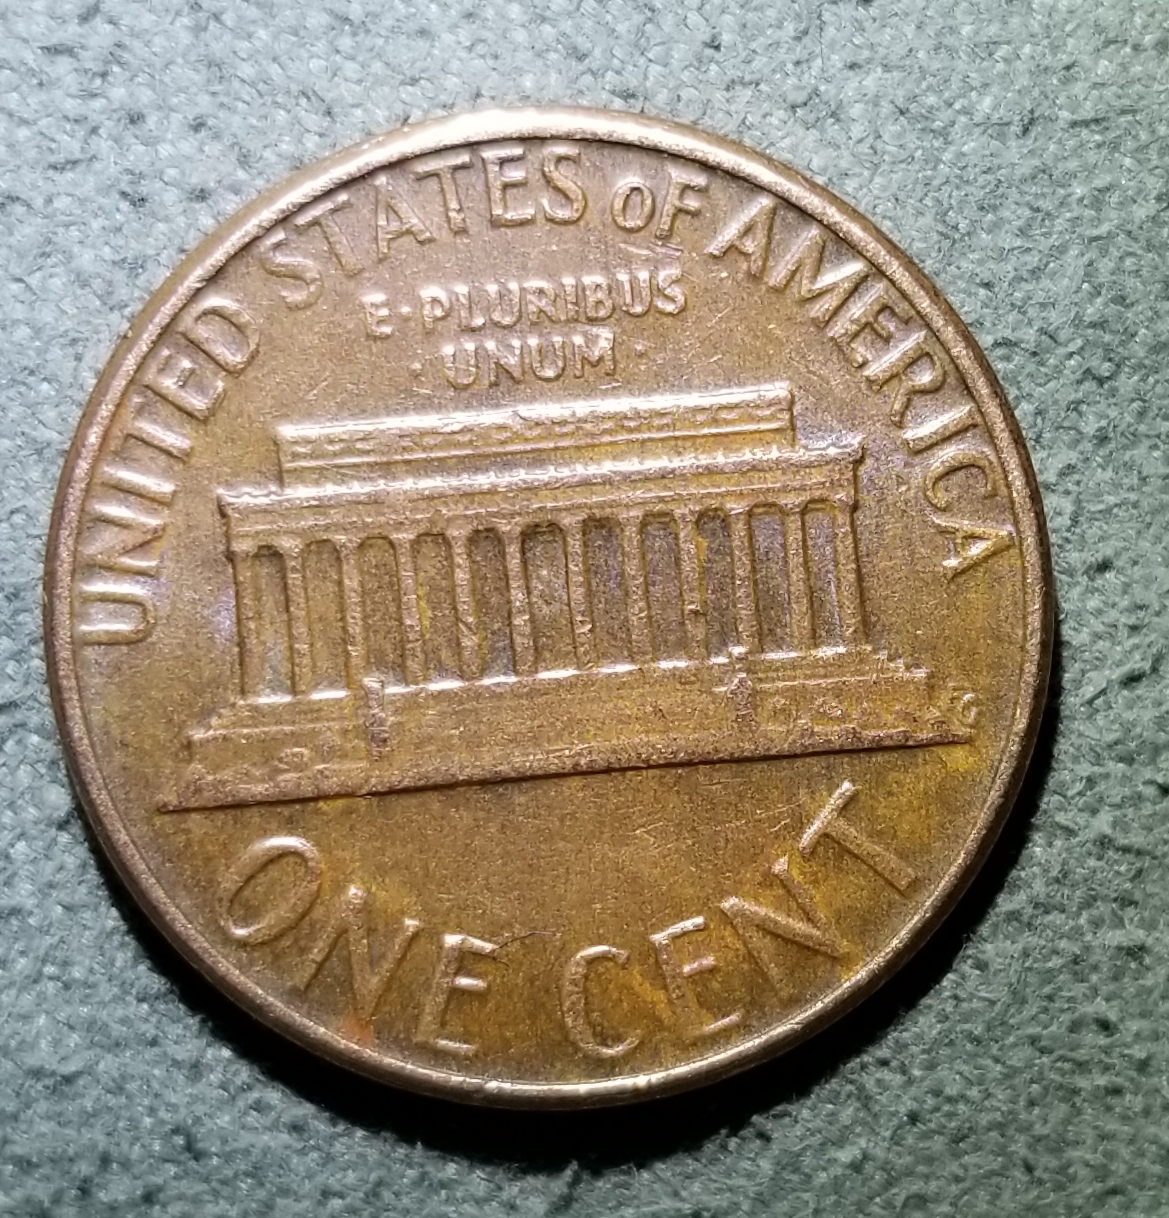 UNITED STATES OF AMERICA
E·PLURIBUS
·UNUM·
ONE CENT